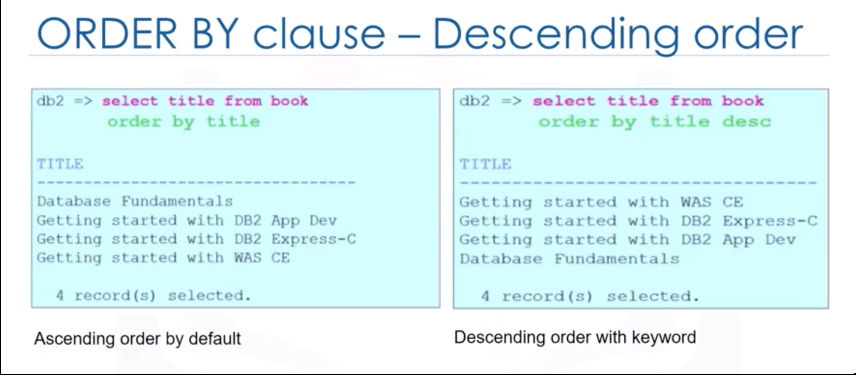 ORDER BY clause – Descending order
db2 => select title from book
order by title
TITLE
----------------------------------
Database Fundamentals
Getting started with DB2 App Dev
Getting started with DB2 Express-C
Getting started with WAS CE
4 record(s) selected.
Ascending order by default
db2 => select title from book
order by title desc
TITLE
----------------------------------
Getting started with WAS CE
Getting started with DB2 Express-C
Getting started with DB2 App Dev
Database Fundamentals
4 record(s) selected.
Descending order with keyword